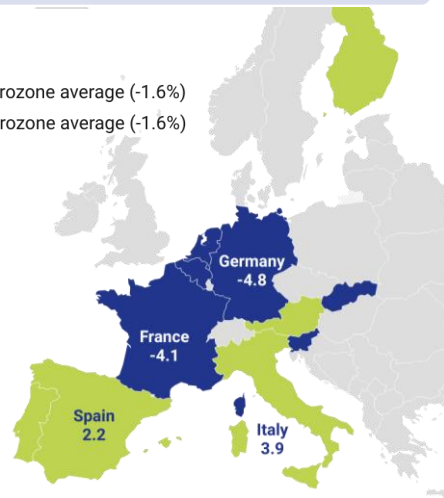 rozone average (-1.6%)
rozone average (-1.6%)
Germany
-4.8
France
-4.1
Spain
2.2
Italy
3.9